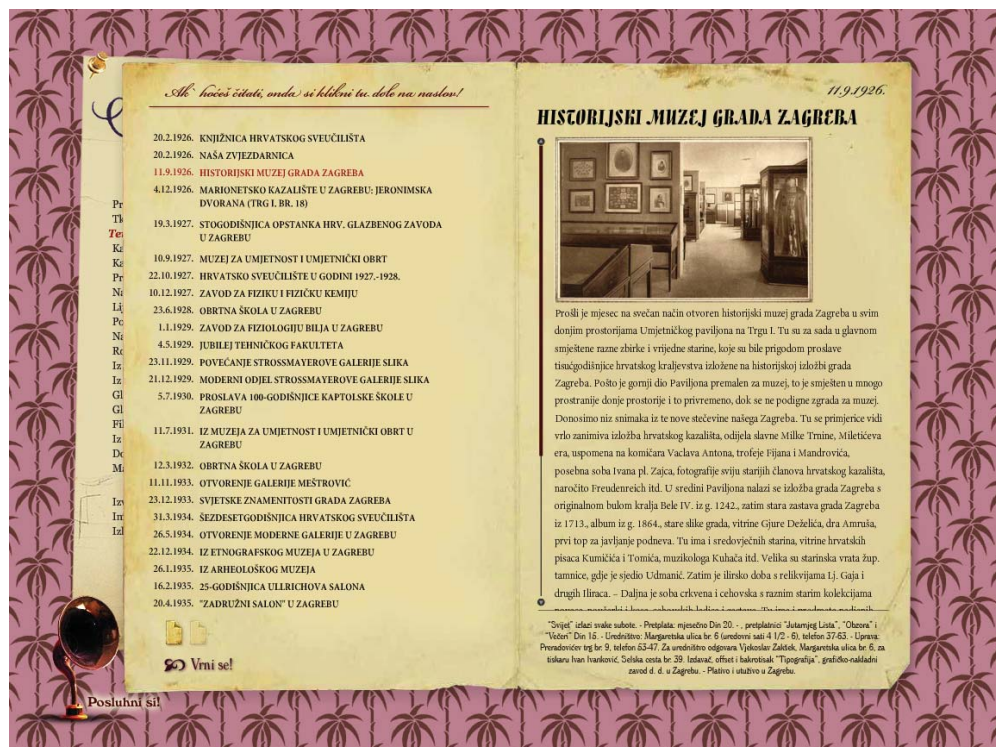 Ak' hoćeš čitati, onda si klikni tu dole na naslov!
20.2.1926. KNJIŽNICA HRVATSKOG SVEUČILIŠTA
20.2.1926. NAŠA ZVJEZDARNICA
11.9.1926. HISTORIJSKI MUZEJ GRADA ZAGREBA
4.12.1926. MARIONETSKO KAZALIŠTE U ZAGREBU: JERONIMSKA
DVORANA (TRG I. BR. 18)
19.3.1927. STOGODIŠNJICA OPSTANKA HRV. GLAZBENOG ZAVODA
U ZAGREBU
10.9.1927. MUZEJ ZA UMJETNOST I UMJETNIČKI OBRT
22.10.1927. HRVATSKO SVEUČILIŠTE U GODINI 1927.-1928.
10.12.1927. ZAVOD ZA FIZIKU I FIZIČKU KEMIJU
23.6.1928. OBRTNA ŠKOLA U ZAGREBU
1.1.1929. ZAVOD ZA FIZIOLOGIJU BILJA U ZAGREBU
4.5.1929. JUBILEJ TEHNIČKOG FAKULTETA
23.11.1929. POVEĆANJE STROSSMAYEROVE GALERIJE SLIKA
21.12.1929. MODERNI ODJEL STROSSMAYEROVE GALERIJE SLIKA
5.7.1930. PROSLAVA 100-GODIŠNJICE KAPTOLSKE ŠKOLE U
ZAGREBU
11.7.1931. IZ MUZEJA ZA UMJETNOST I UMJETNIČKI OBRT U
ZAGREBU
12.3.1932. OBRTNA ŠKOLA U ZAGREBU
11.11.1933. OTVORENJE GALERIJE MEŠTROVIĆ
23.12.1933. SVJETSKE ZNAMENITOSTI GRADA ZAGREBA
31.3.1934. ŠEZDESETGODIŠNJICA HRVATSKOG SVEUČILIŠTA
26.5.1934. OTVORENJE MODERNE GALERIJE U ZAGREBU
22.12.1934. IZ ETNOGRAFSKOG MUZEJA U ZAGREBU
26.1.1935. IZ ARHEOLOŠKOG MUZEJA
16.2.1935. 25-GODIŠNJICA ULLRICHOVA SALONA
20.4.1935. "ZADRUŽNI SALON" U ZAGREBU
Vrni se!
Posluhni si!
11.9.1926.
HISTORIJSKI MUZEJ GRADA ZAGREBA
Prošli je mjesec na svečan način otvoren historijski muzej grada Zagreba u svim
donjim prostorijama Umjetničkog paviljona na Trgu I. Tu su za sada u glavnom
smještene razne zbirke i vrijedne starine, koje su bile prigodom proslave
tisućgodišnjice hrvatskog kraljevstva izložene na historijskoj izložbi grada
Zagreba. Pošto je gornji dio Paviljona premalen za muzej, to je smješten u mnogo
prostranije donje prostorije i to privremeno, dok se ne podigne zgrada za muzej.
Donosimo niz snimaka iz te nove stečevine našega Zagreba. Tu se primjerice vidi
vrlo zanimiva izložba hrvatskog kazališta, odijela slavne Milke Trnine, Miletićeva
era, uspomena na komičara Vaclava Antona, trofeje Fijana i Mandrovića,
posebna soba Ivana pl. Zajca, fotografije sviju starijih članova hrvatskog kazališta,
naročito Freudenreich itd. U sredini Paviljona nalazi se izložba grada Zagreba s
originalnom bulom kralja Bele IV. iz g. 1242., zatim stara zastava grada Zagreba
iz 1713., album iz g. 1864., stare slike grada, vitrine Gjure Deželića, dra Amruša,
prvi top za javljanje podneva. Tu ima i sredovječnih starina, vitrine hrvatskih
pisaca Kumičića i Tomića, muzikologa Kuhača itd. Velika su starinska vrata žup.
tamnice, gdje je sjedio Udmanić. Zatim je ilirsko doba s relikvijama Lj. Gaja i
drugih Iliraca. – Daljna je soba crkvena i cehovska s raznim starim kolekcijama
"Svijet" izlazi svake subote. - Pretplata: mjesečno Din 20. - , pretplatnici "Jutarnjeg Lista", "Obzora" i
"Večeri" Din 15. - Uredništvo: Margaretska ulica br. 6 (uredovni sati 4 1/2 - 6), telefon 37-63. - Uprava:
Preradovićev trg br. 9, telefon 53-47. Za uredništvo odgovara Vjekoslav Zakšek, Margaretska ulica br. 6, za
tiskaru Ivan Ivanković, Selska cesta br. 39. Izdavač, offset i bakrotisak "Tipografija", grafičko-nakladni
zavod d. d. u Zagrebu. - Plativo i utuživo u Zagrebu.